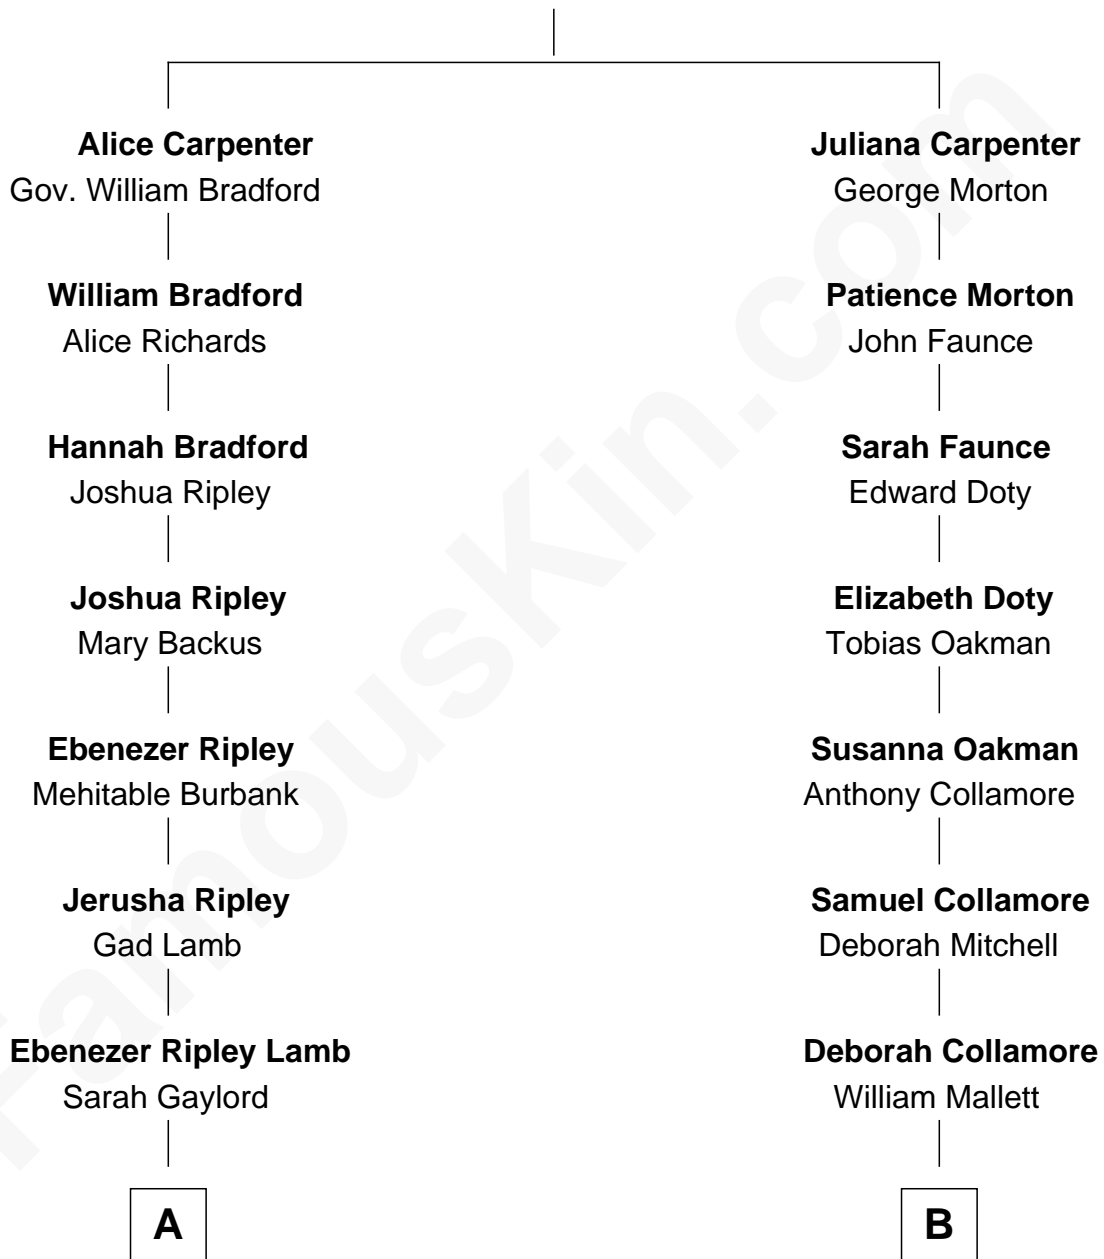 Alice Carpenter
Gov. William Bradford
William Bradford
Alice Richards
Hannah Bradford
Joshua Ripley
Joshua Ripley
Mary Backus
Ebenezer Ripley
Mehitable Burbank
Jerusha Ripley
Gad Lamb
Ebenezer Ripley Lamb
Sarah Gaylord
A
Juliana Carpenter
George Morton
Patience Morton
John Faunce
Sarah Faunce
Edward Doty
Elizabeth Doty
Tobias Oakman
Susanna Oakman
Anthony Collamore
Samuel Collamore
Deborah Mitchell
Deborah Collamore
William Mallett
B
FamousKin.com